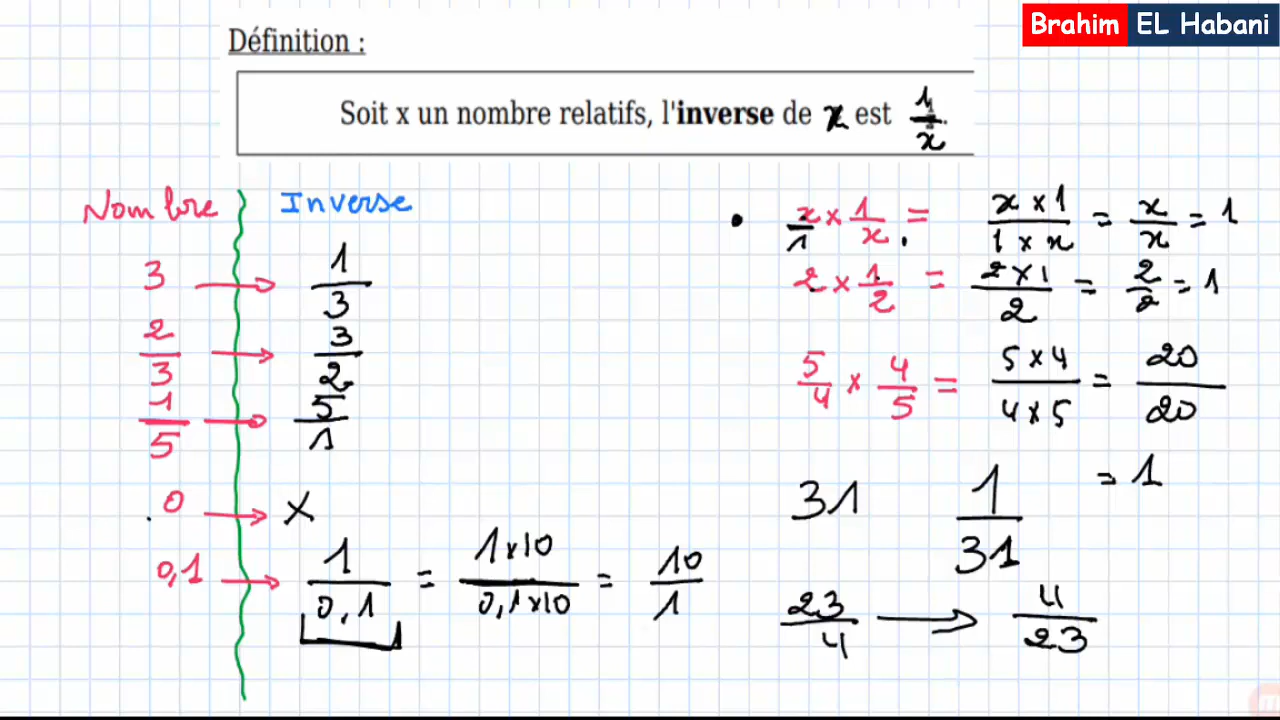 Brahim EL Habani
Définition :
Soit x un nombre relatifs, l'inverse de x est 1/x.
Nombre Inverse
3 → 1/3
2/3 → 3/2
1/5 → 5/1
0 → X
0,1 → 1/0,1 = 1×10/0,1×10 = 10/1
• x/1 × 1/x = x×1/1×x = x/x = 1
2 × 1/2 = 2×1/2 = 2/2 = 1
5/4 × 4/5 = 5×4/4×5 = 20/20
= 1
31 1/31
23/4 → 4/23